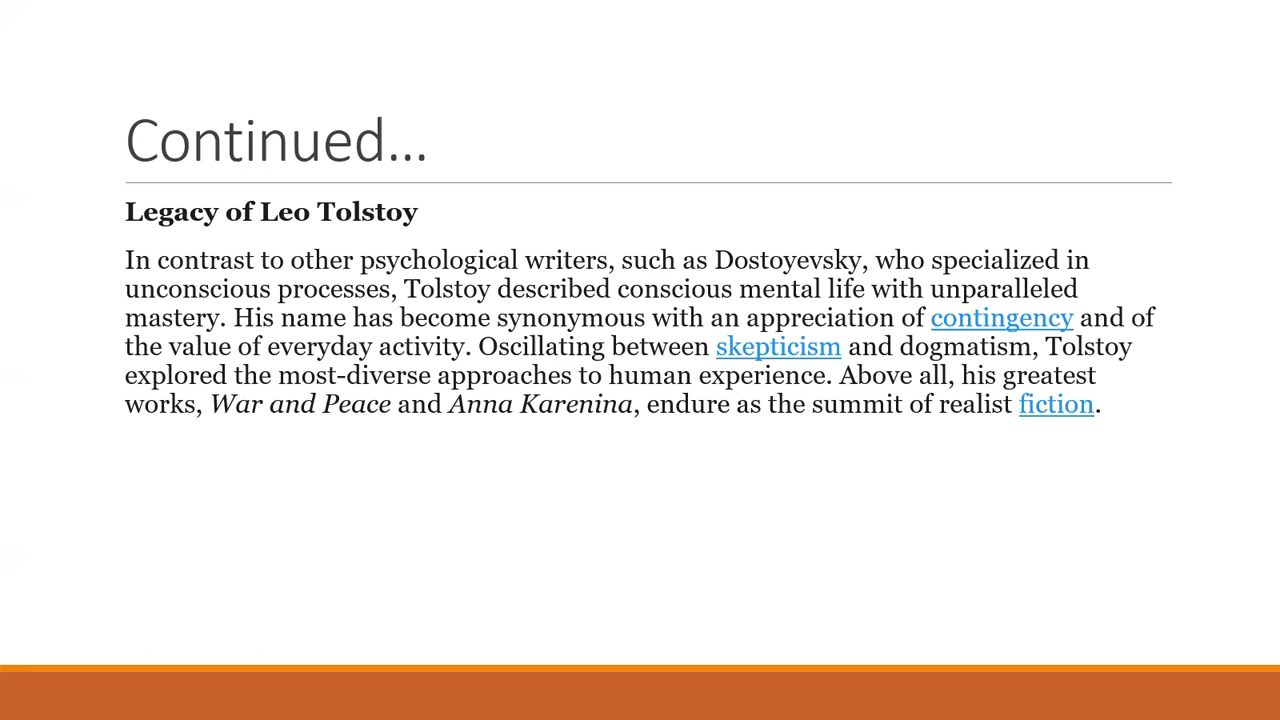 Continued…
Legacy of Leo Tolstoy
In contrast to other psychological writers, such as Dostoyevsky, who specialized in
unconscious processes, Tolstoy described conscious mental life with unparalleled
mastery. His name has become synonymous with an appreciation of contingency and of
the value of everyday activity. Oscillating between skepticism and dogmatism, Tolstoy
explored the most-diverse approaches to human experience. Above all, his greatest
works, War and Peace and Anna Karenina, endure as the summit of realist fiction.